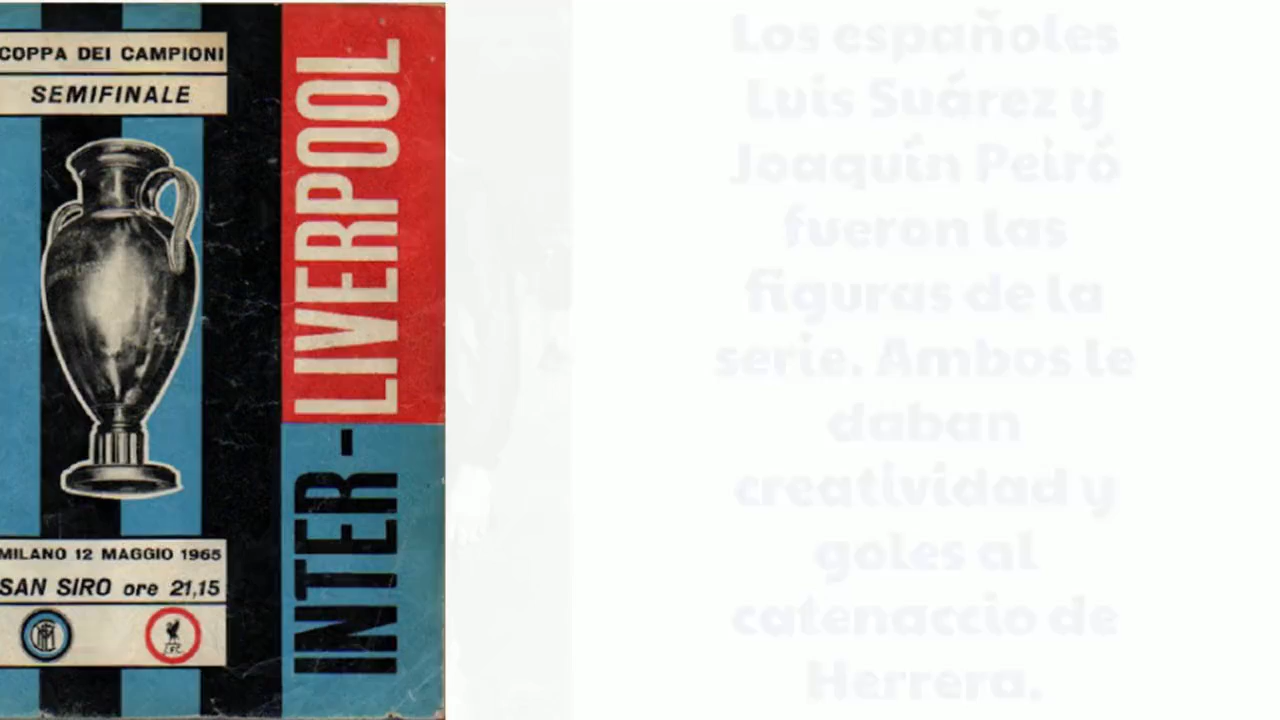 COPPA DEI CAMPIONI
SEMIFINALE
INTER - LIVERPOOL
MILANO 12 MAGGIO 1965
SAN SIRO ore 21,15
Los españoles
Luis Suárez y
Joaquín Peiró
fueron las
figuras de la
serie. Ambos le
daban
creatividad y
goles al
catenaccio de
Herrera.